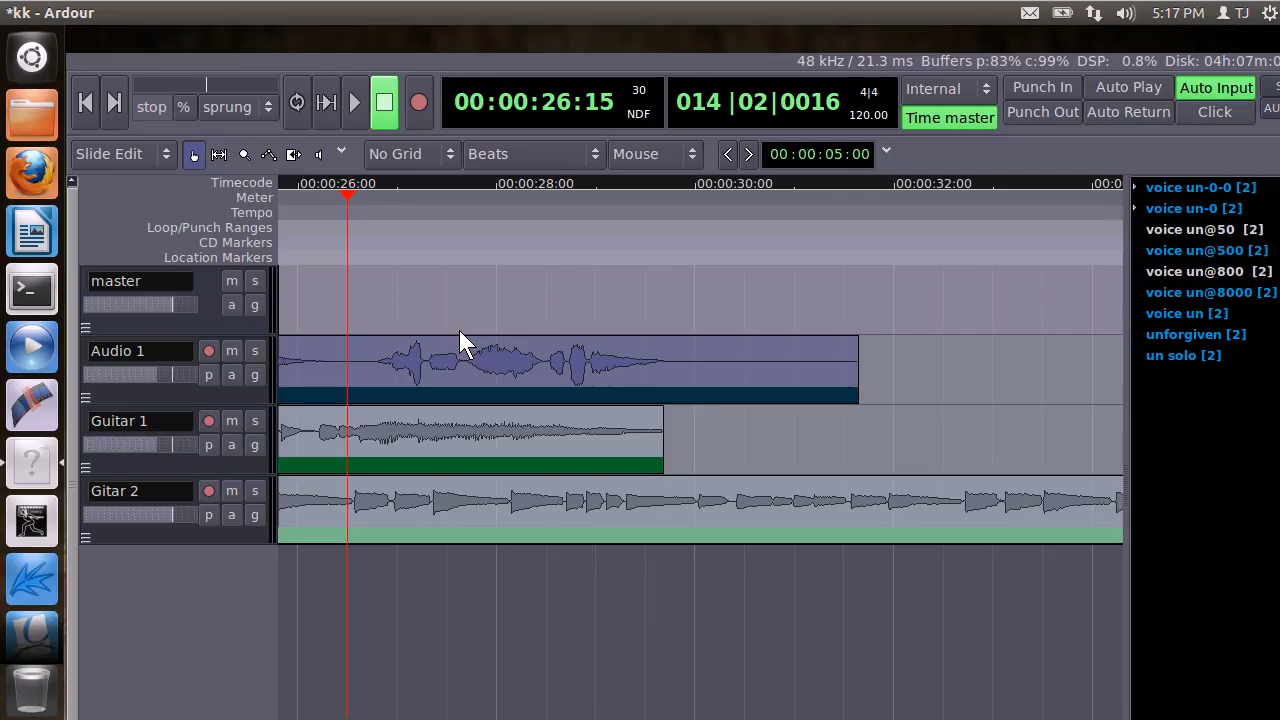 *kk - Ardour
5:17 PM TJ
48 kHz / 21.3 ms Buffers p:83% c:99% DSP: 0.8% Disk: 04h:07m:0
stop % sprung
00:00:26:15 30 NDF
014 |02|0016 4|4 120.00
Internal
Time master
Punch In Auto Play Auto Input
Punch Out Auto Return Click
Slide Edit No Grid Beats Mouse 00:00:05:00
Timecode 00:00:26:00 00:00:28:00 00:00:30:00 00:00:32:00 00:0
Meter
Tempo
Loop/Punch Ranges
CD Markers
Location Markers
master m s
a g
Audio 1 m s
p a g
Guitar 1 m s
p a g
Gitar 2 m s
p a g
voice un-0-0 [2]
voice un-0 [2]
voice un@50 [2]
voice un@500 [2]
voice un@800 [2]
voice un@8000 [2]
voice un [2]
unforgiven [2]
un solo [2]